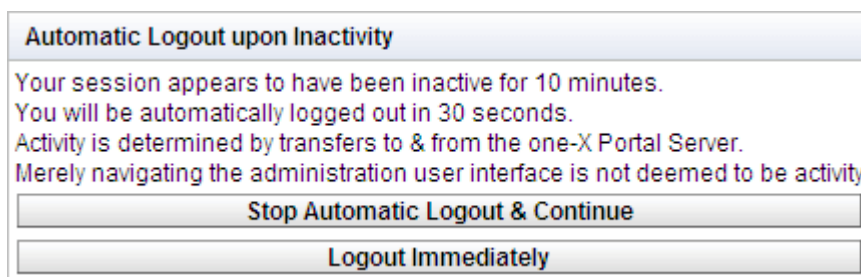 Automatic Logout upon Inactivity
Your session appears to have been inactive for 10 minutes.
You will be automatically logged out in 30 seconds.
Activity is determined by transfers to & from the one-X Portal Server.
Merely navigating the administration user interface is not deemed to be activity
Stop Automatic Logout & Continue
Logout Immediately